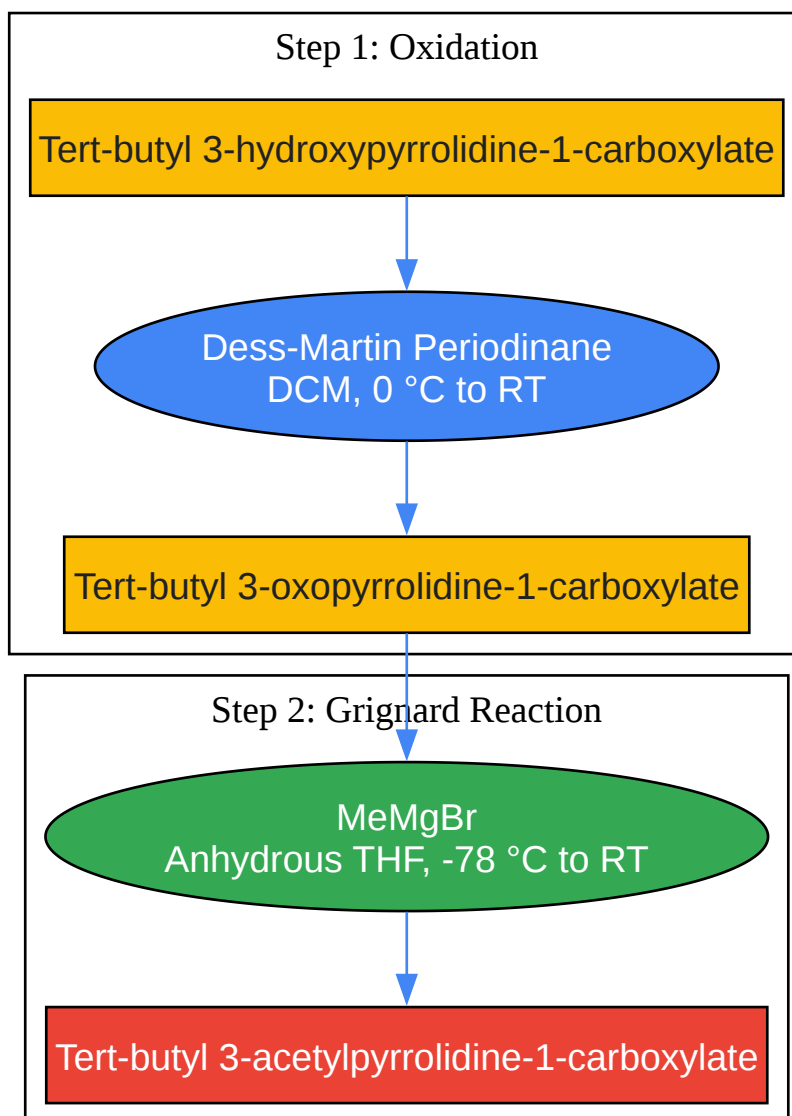 Step 1: Oxidation
Tert-butyl 3-hydroxypyrrolidine-1-carboxylate
Dess-Martin Periodinane
DCM, 0 °C to RT
Tert-butyl 3-oxopyrrolidine-1-carboxylate
Step 2: Grignard Reaction
MeMgBr
Anhydrous THF, -78 °C to RT
Tert-butyl 3-acetylpyrrolidine-1-carboxylate